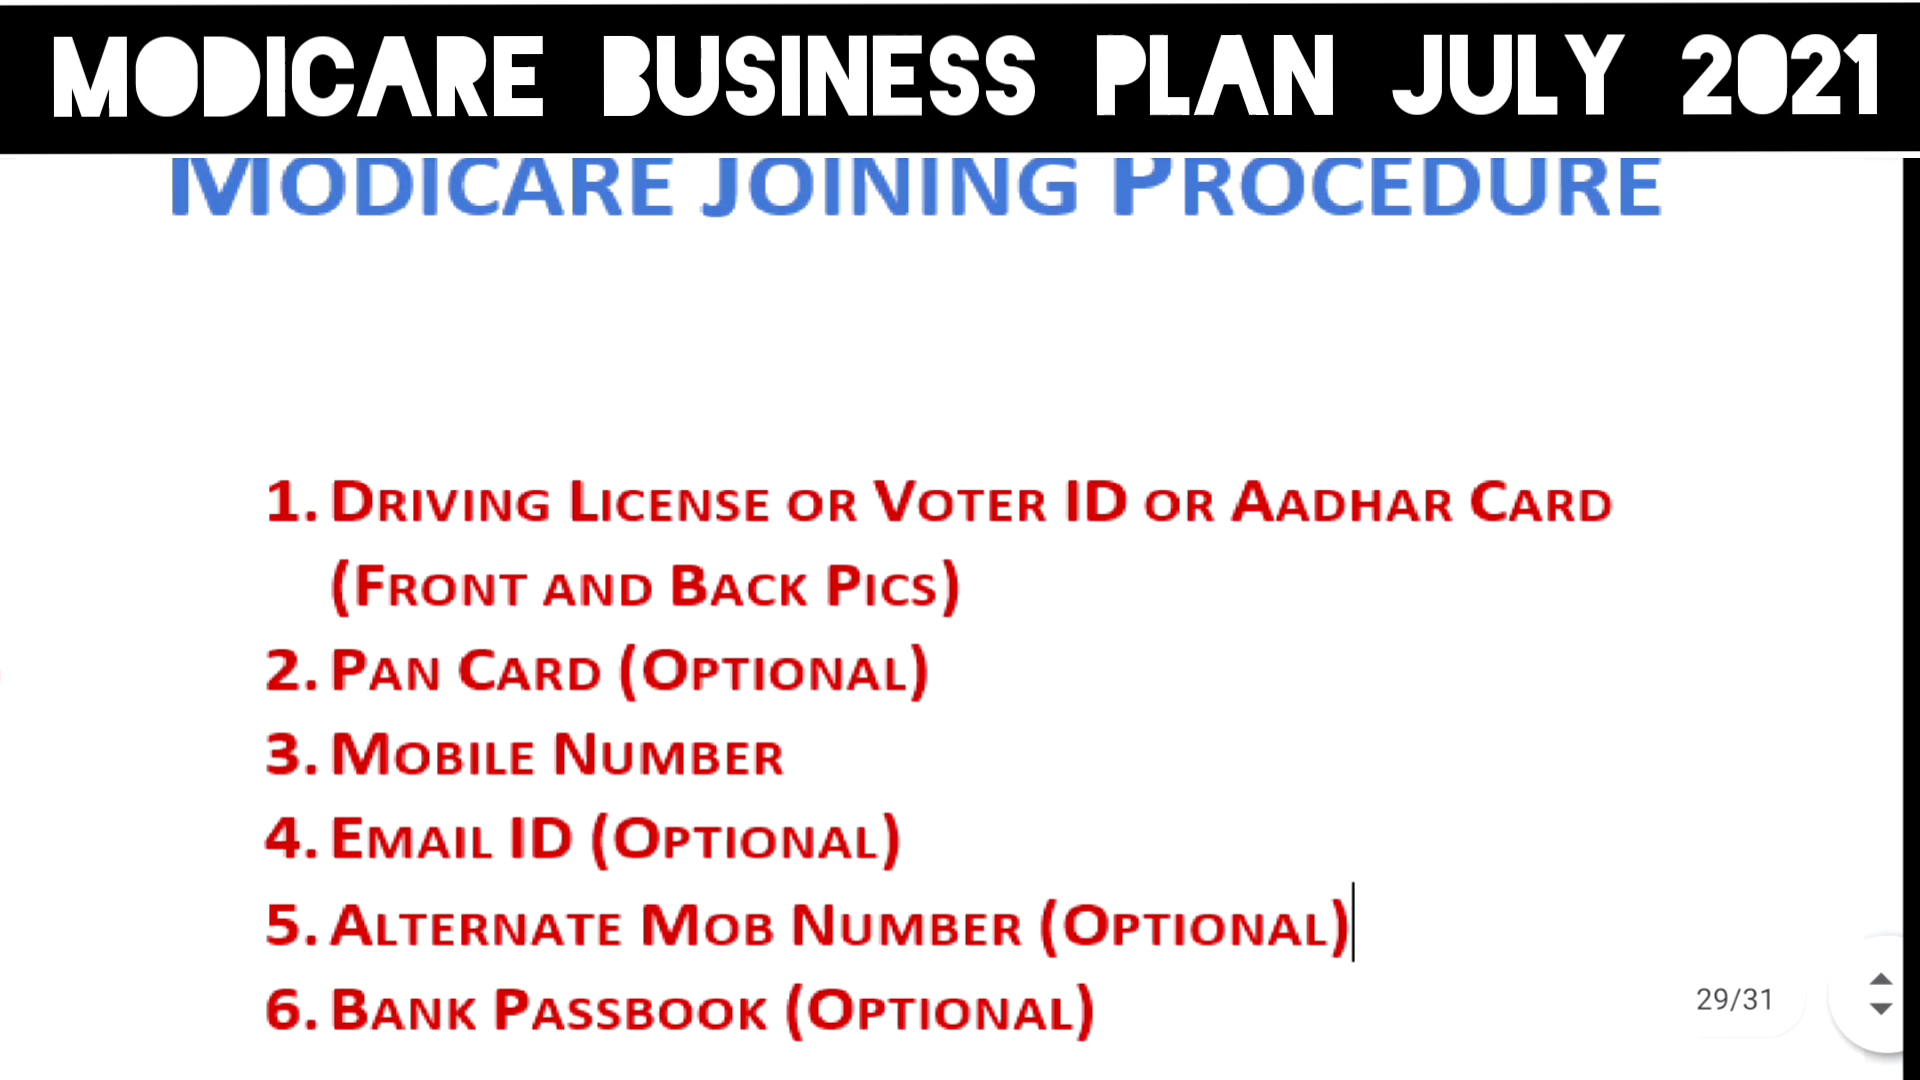 MODICARE BUSINESS PLAN JULY 2021
MODICARE JOINING PROCEDURE
1. DRIVING LICENSE OR VOTER ID OR AADHAR CARD
(FRONT AND BACK PICS)
2. PAN CARD (OPTIONAL)
3. MOBILE NUMBER
4. EMAIL ID (OPTIONAL)
5. ALTERNATE MOB NUMBER (OPTIONAL)
6. BANK PASSBOOK (OPTIONAL)
29/31